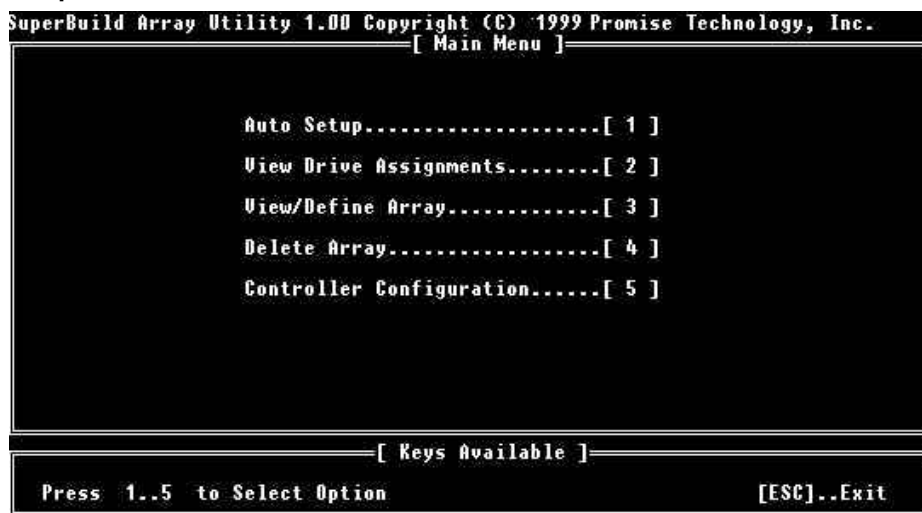 SuperBuild Array Utility 1.00 Copyright (C) 1999 Promise Technology, Inc.
[ Main Menu ]
Auto Setup....................[ 1 ]
View Drive Assignments........[ 2 ]
View/Define Array.............[ 3 ]
Delete Array..................[ 4 ]
Controller Configuration......[ 5 ]
[ Keys Available ]
Press 1..5 to Select Option [ESC]..Exit